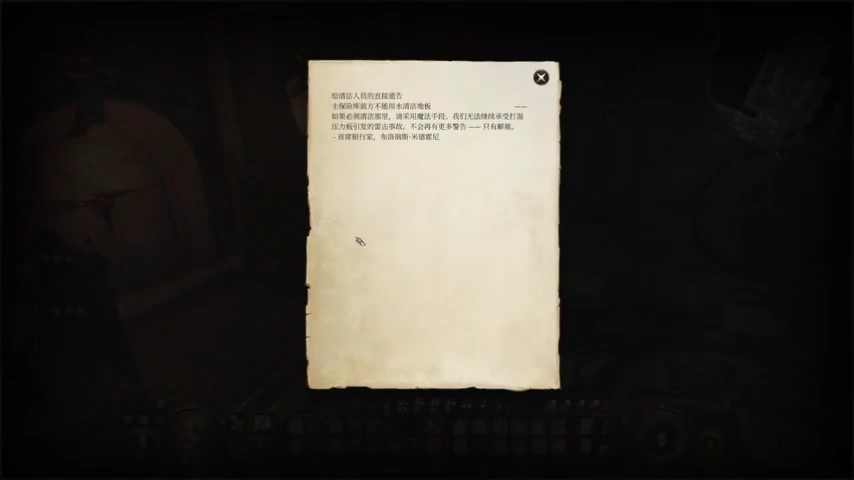 给清洁人员的直接通告
主保险库前方不能用水清洁地板 ——
如果必须清洁那里，请采用魔法手段。我们无法继续承受打湿
压力板引发的雷击事故。不会再有更多警告 —— 只有解雇。
- 首席银行家，布洛瑞斯·米德霍尼